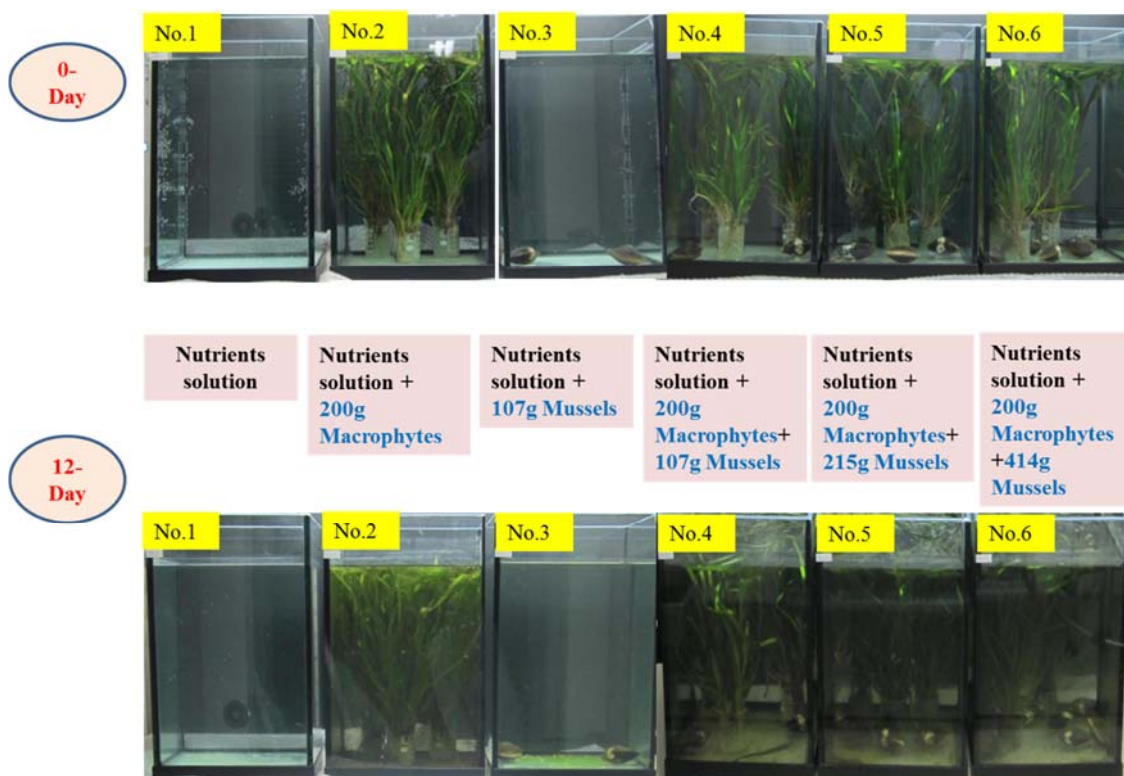 No.1
No.2
No.3
No.4
No.5
No.6
0-
Day
Nutrients
solution
Nutrients
solution +
200g
Macrophytes
Nutrients
solution +
107g Mussels
Nutrients
solution +
200g
Macrophytes+
107g Mussels
Nutrients
solution +
200g
Macrophytes+
215g Mussels
Nutrients
solution +
200g
Macrophytes
+414g
Mussels
12-
Day
No.1
No.2
No.3
No.4
No.5
No.6